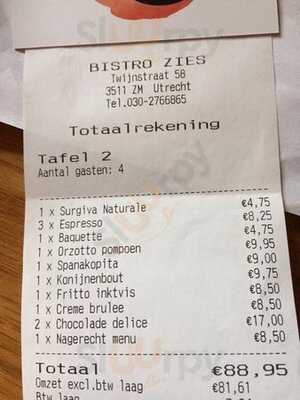 BISTRO ZIES
Twijnstraat 58
3511 ZM Utrecht
Tel.030-2766865
Totaalrekening
Tafel 2
Aantal gasten: 4
1 x Surgiva Naturale €4,75
3 x Espresso €8,25
1 x Baquette €4,75
1 x Orzotto pompoen €9,95
1 x Spanakopita €9,00
1 x Konijnenbout €9,75
1 x Fritto inktvis €8,50
1 x Creme brulee €8,50
2 x Chocolade delice €17,00
1 x Nagerecht menu €8,50
Totaal €88,95
Omzet excl.btw laag €81,61
Btw laag